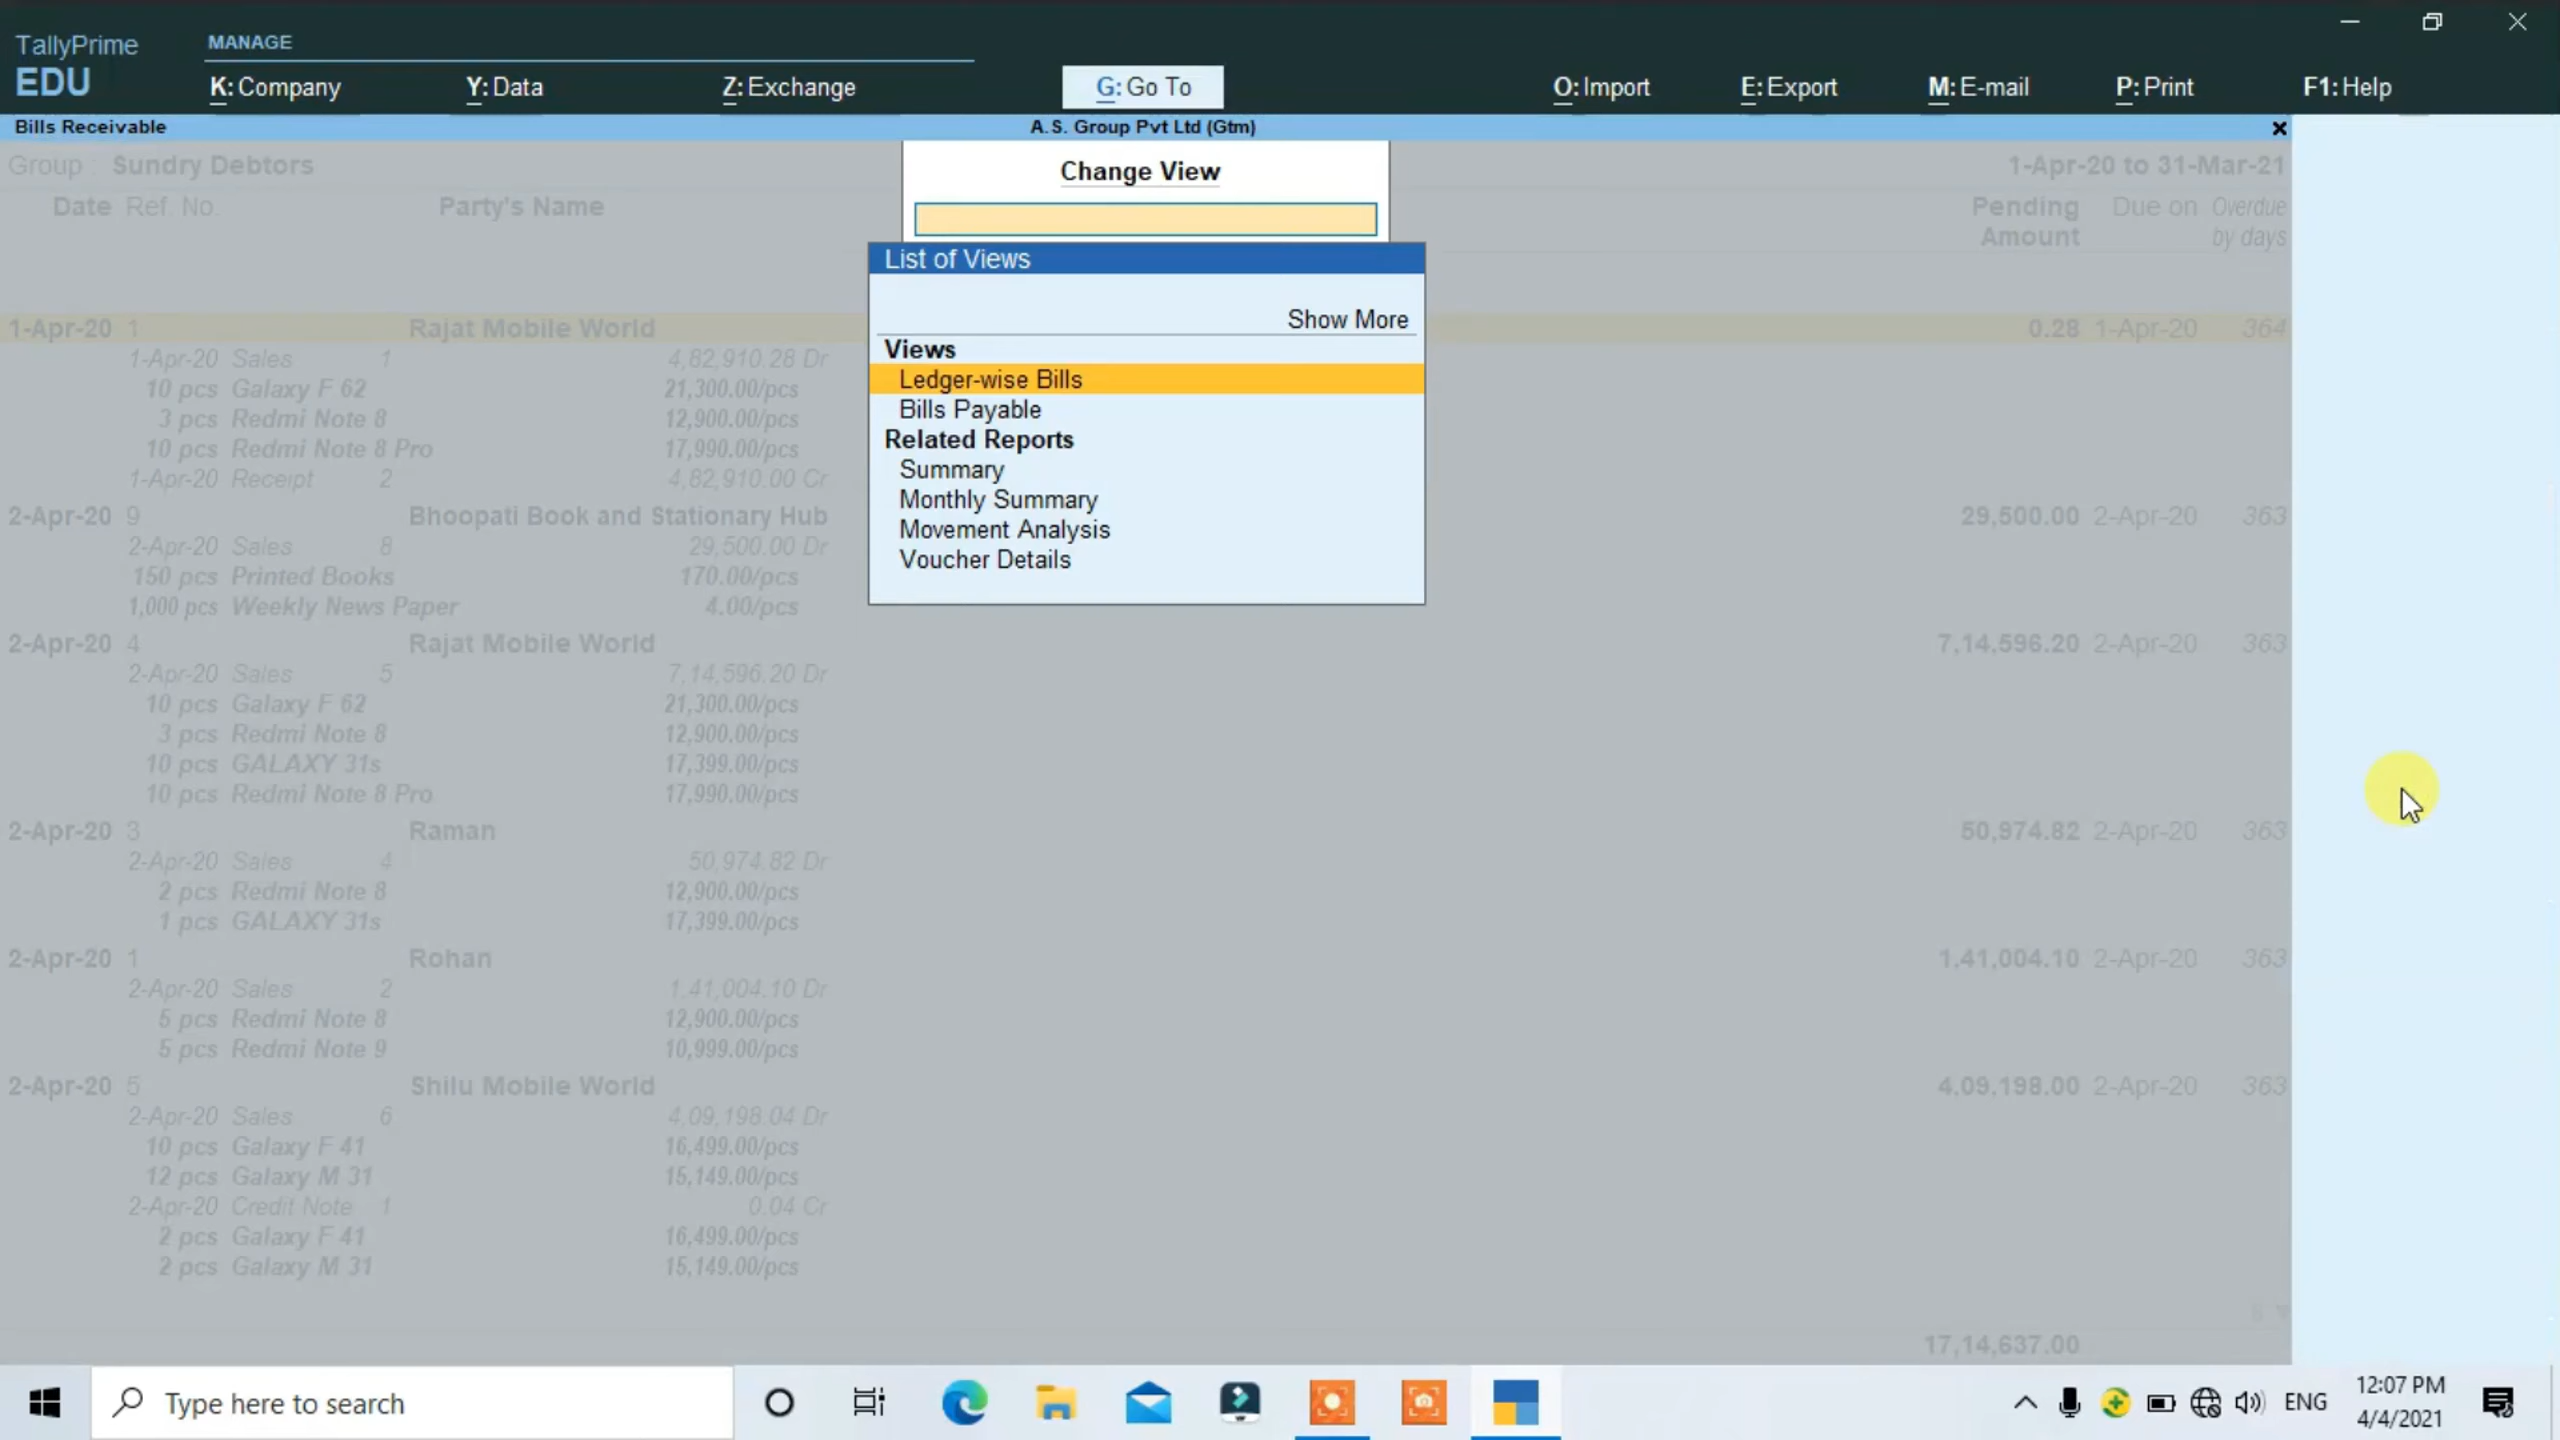 TallyPrime
EDU
MANAGE
K: Company Y: Data Z: Exchange G: Go To O: Import E: Export M: E-mail P: Print F1: Help
Bills Receivable A.S. Group Pvt Ltd (Gtm)
Group : Sundry Debtors 1-Apr-20 to 31-Mar-21
Date Ref. No. Party's Name Pending Due on Overdue
Amount by days
Change View
List of Views
Show More
Views
Ledger-wise Bills
Bills Payable
Related Reports
Summary
Monthly Summary
Movement Analysis
Voucher Details
1-Apr-20 1 Rajat Mobile World 0.28 1-Apr-20 364
1-Apr-20 Sales 1 4,82,910.28 Dr
10 pcs Galaxy F 62 21,300.00/pcs
3 pcs Redmi Note 8 12,900.00/pcs
10 pcs Redmi Note 8 Pro 17,990.00/pcs
1-Apr-20 Receipt 2 4,82,910.00 Cr
2-Apr-20 9 Bhoopati Book and Stationary Hub 29,500.00 2-Apr-20 363
2-Apr-20 Sales 8 29,500.00 Dr
150 pcs Printed Books 170.00/pcs
1,000 pcs Weekly News Paper 4.00/pcs
2-Apr-20 4 Rajat Mobile World 7,14,596.20 2-Apr-20 363
2-Apr-20 Sales 5 7,14,596.20 Dr
10 pcs Galaxy F 62 21,300.00/pcs
3 pcs Redmi Note 8 12,900.00/pcs
10 pcs GALAXY 31s 17,399.00/pcs
10 pcs Redmi Note 8 Pro 17,990.00/pcs
2-Apr-20 3 Raman 50,974.82 2-Apr-20 363
2-Apr-20 Sales 4 50,974.82 Dr
2 pcs Redmi Note 8 12,900.00/pcs
1 pcs GALAXY 31s 17,399.00/pcs
2-Apr-20 1 Rohan 1,41,004.10 2-Apr-20 363
2-Apr-20 Sales 2 1,41,004.10 Dr
5 pcs Redmi Note 8 12,900.00/pcs
5 pcs Redmi Note 9 10,999.00/pcs
2-Apr-20 5 Shilu Mobile World 4,09,198.00 2-Apr-20 363
2-Apr-20 Sales 6 4,09,198.04 Dr
10 pcs Galaxy F 41 16,499.00/pcs
12 pcs Galaxy M 31 15,149.00/pcs
2-Apr-20 Credit Note 1 0.04 Cr
2 pcs Galaxy F 41 16,499.00/pcs
2 pcs Galaxy M 31 15,149.00/pcs
17,14,637.00
Type here to search ENG 12:07 PM
4/4/2021